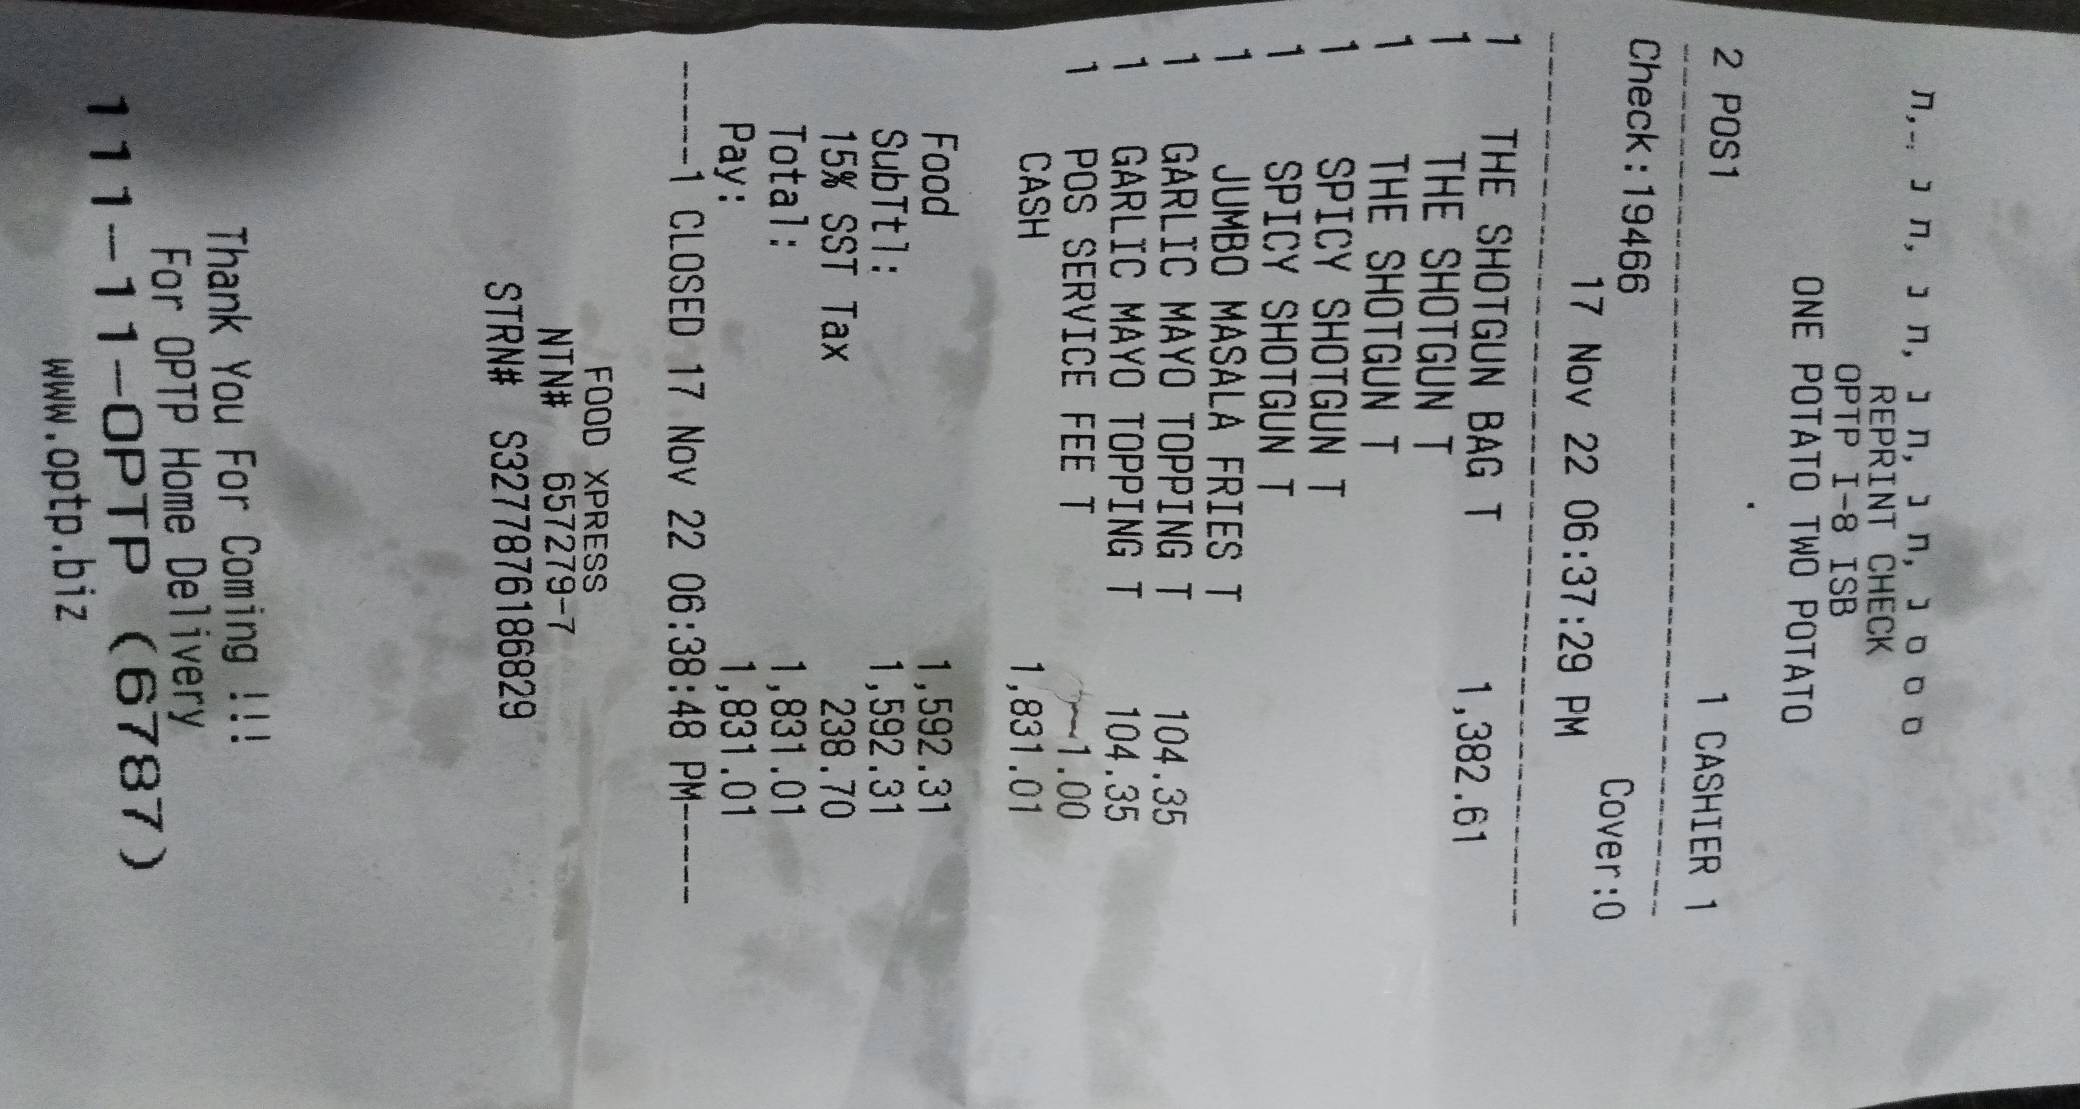 REPRINT CHECK
OPTP I-8 ISB
ONE POTATO TWO POTATO
2 POS1 1 CASHIER 1
Check:19466 Cover:0
17 Nov 22 06:37:29 PM
1 THE SHOTGUN BAG T 1,382.61
1 THE SHOTGUN T
1 THE SHOTGUN T
1 SPICY SHOTGUN T
1 SPICY SHOTGUN T
1 JUMBO MASALA FRIES T
1 GARLIC MAYO TOPPING T 104.35
1 GARLIC MAYO TOPPING T 104.35
1 POS SERVICE FEE T 1.00
CASH 1,831.01
Food 1,592.31
SubTtl: 1,592.31
15% SST Tax 238.70
Total: 1,831.01
Pay: 1,831.01
-----1 CLOSED 17 Nov 22 06:38:48 PM-----
FOOD XPRESS
NTN# 657279-7
STRN# S3277876186829
Thank You For Coming !!!
For OPTP Home Delivery
111-11-OPTP (6787)
www.optp.biz